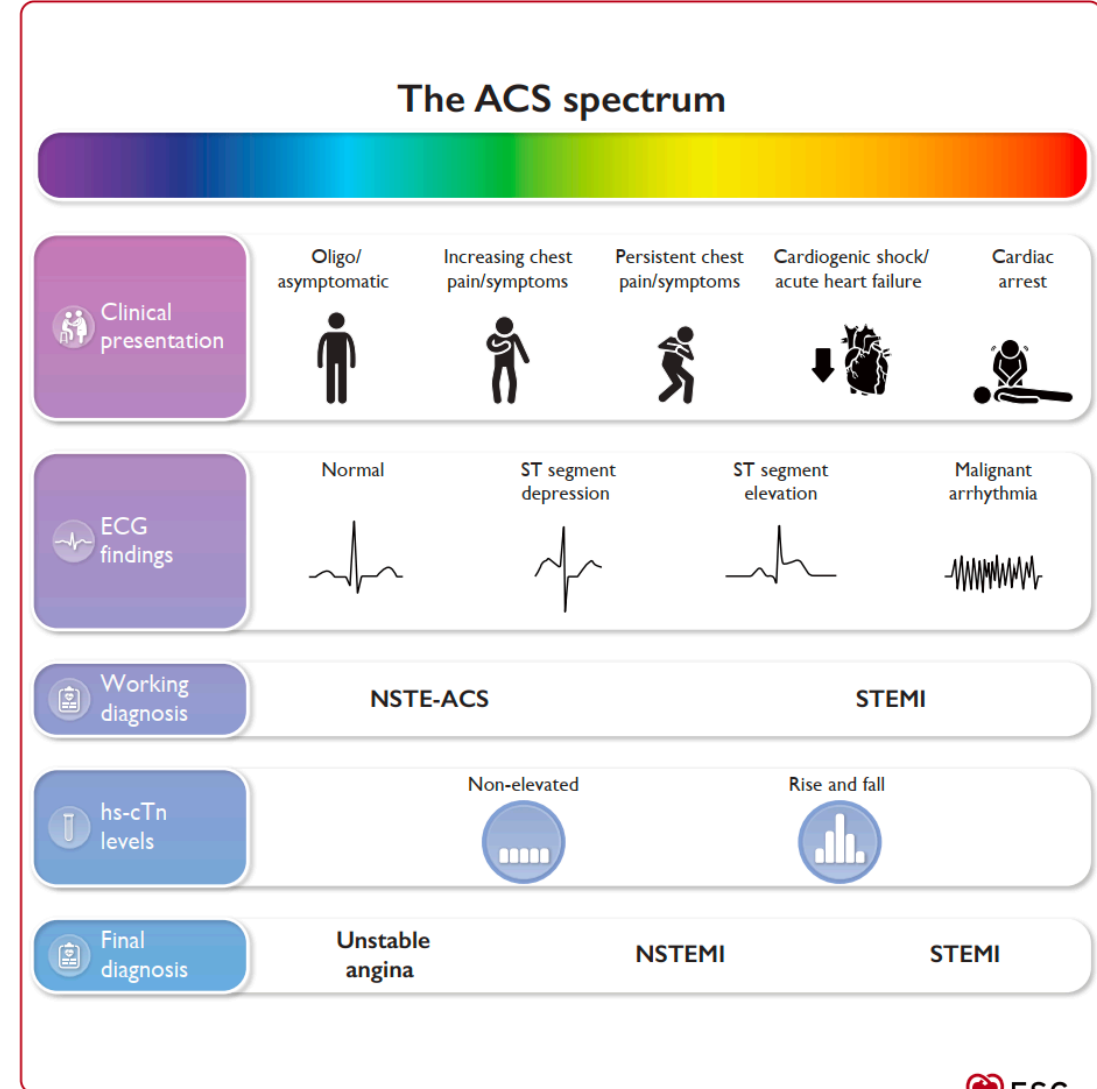 The ACS spectrum
Clinical
presentation
Oligo/
asymptomatic
Increasing chest
pain/symptoms
Persistent chest
pain/symptoms
Cardiogenic shock/
acute heart failure
Cardiac
arrest
ECG
findings
Normal
ST segment
depression
ST segment
elevation
Malignant
arrhythmia
Working
diagnosis
NSTE-ACS
STEMI
hs-cTn
levels
Non-elevated
Rise and fall
Final
diagnosis
Unstable
angina
NSTEMI
STEMI
ESC